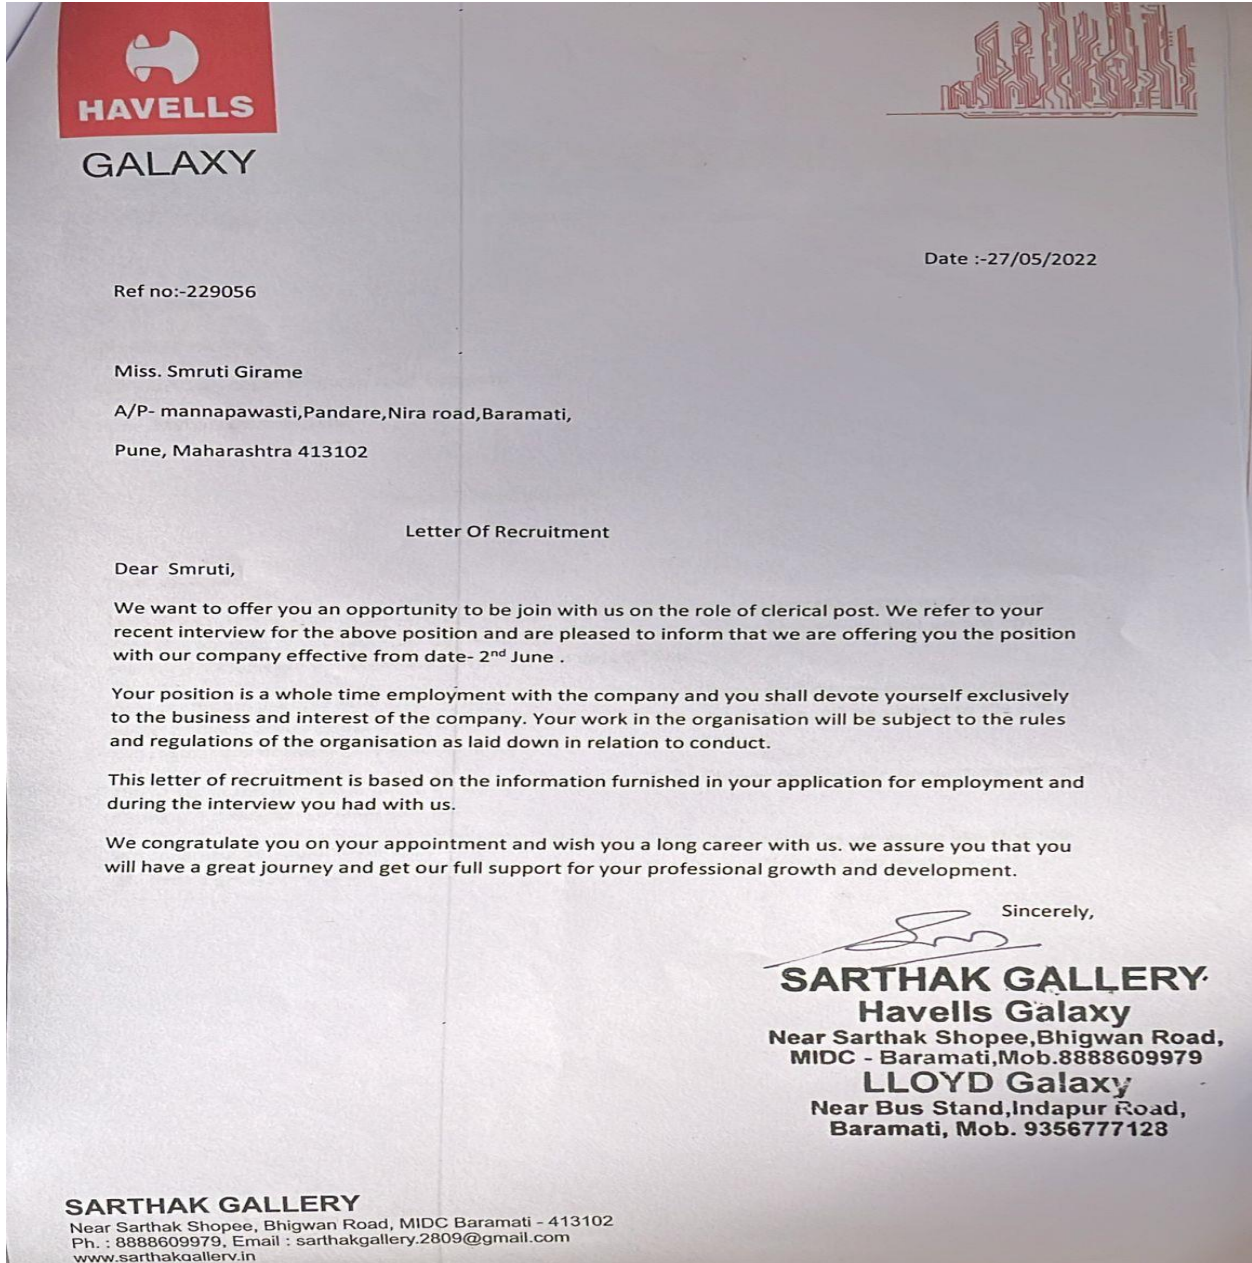 HAVELLS
GALAXY
Date :-27/05/2022
Ref no:-229056
Miss. Smruti Girame
A/P- mannapawasti,Pandare,Nira road,Baramati,
Pune, Maharashtra 413102
Letter Of Recruitment
Dear Smruti,
We want to offer you an opportunity to be join with us on the role of clerical post. We refer to your
recent interview for the above position and are pleased to inform that we are offering you the position
with our company effective from date- 2nd June .
Your position is a whole time employment with the company and you shall devote yourself exclusively
to the business and interest of the company. Your work in the organisation will be subject to the rules
and regulations of the organisation as laid down in relation to conduct.
This letter of recruitment is based on the information furnished in your application for employment and
during the interview you had with us.
We congratulate you on your appointment and wish you a long career with us. we assure you that you
will have a great journey and get our full support for your professional growth and development.
Sincerely,
SARTHAK GALLERY
Havells Galaxy
Near Sarthak Shopee,Bhigwan Road,
MIDC - Baramati,Mob.8888609979
LLOYD Galaxy
Near Bus Stand,Indapur Road,
Baramati, Mob. 9356777128
SARTHAK GALLERY
Near Sarthak Shopee, Bhigwan Road, MIDC Baramati - 413102
Ph. : 8888609979, Email : sarthakgallery.2809@gmail.com
www.sarthakgallery.in